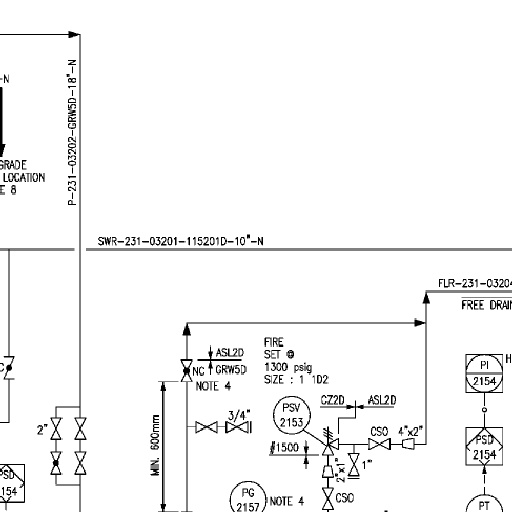 -N
P-231-03202-GRW5D-18"-N
GRADE
LOCATION
E 8
SWR-231-03201-115201D-10"-N
FLR-231-03204
FREE DRAIN
FIRE
SET @
1300 psig
SIZE : 1 1D2
ASL2D
GRW5D
NC
NOTE 4
C
H
PI
2154
3/4"
MIN. 600mm
CZ2D
ASL2D
PSV
2153
CSO
4"x2"
#1500
2"x1"
1"
2"
PSD
2154
PSD
154
PG
2157
NOTE 4
CSO
PT